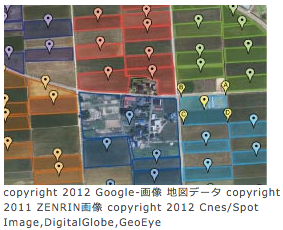 copyright 2012 Google-画像 地図データ copyright
2011 ZENRIN画像 copyright 2012 Cnes/Spot
Image,DigitalGlobe,GeoEye